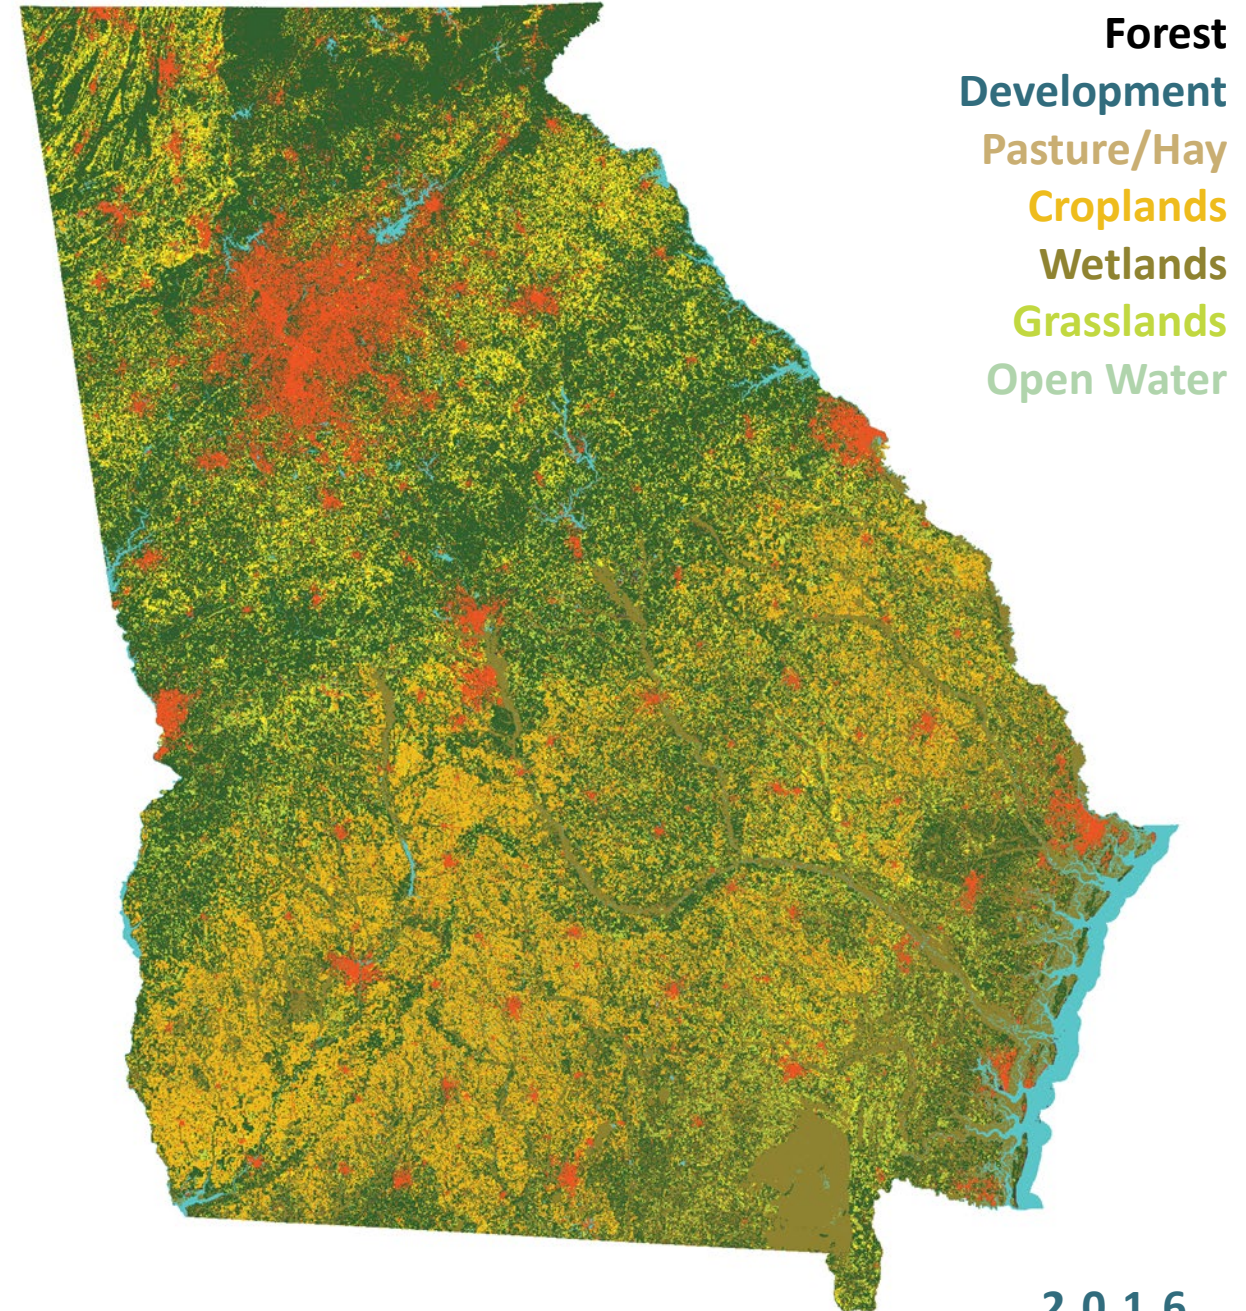 Forest
Development
Pasture/Hay
Croplands
Wetlands
Grasslands
Open Water
2016